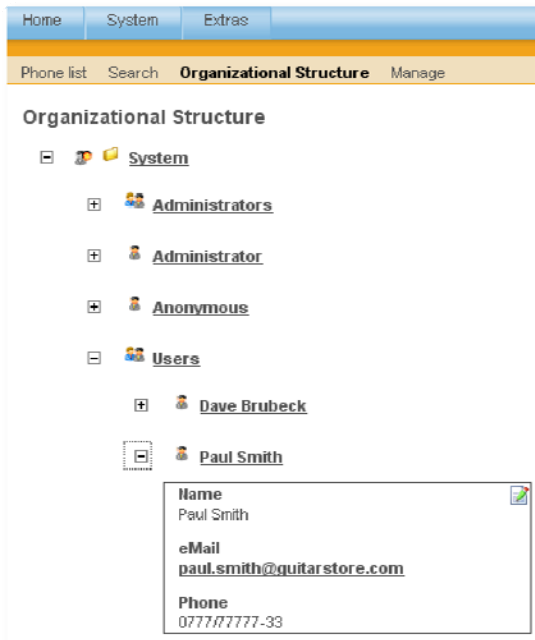 Home System Extras
Phone list Search Organizational Structure Manage
Organizational Structure
System
Administrators
Administrator
Anonymous
Users
Dave Brubeck
Paul Smith
Name
Paul Smith
eMail
paul.smith@guitarstore.com
Phone
0777/77777-33